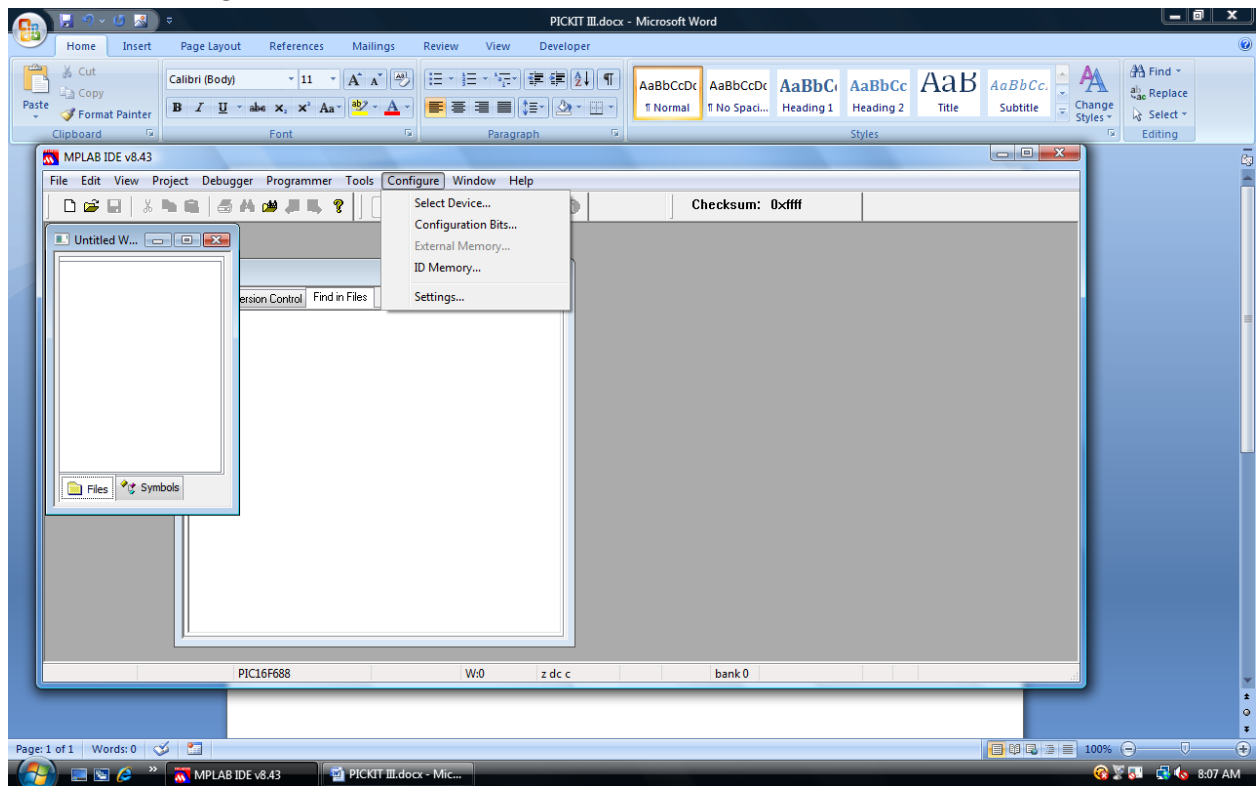 PICKIT III.docx - Microsoft Word
Home Insert Page Layout References Mailings Review View Developer
Cut
Copy
Format Painter
Paste
Calibri (Body) 11
B I U abe X, X² Aa ab A
AaBbCcDc AaBbCcDc AaBbC AaBbCc AaB AaBbCc.
¶ Normal ¶ No Spaci... Heading 1 Heading 2 Title Subtitle
Change Styles
Find
Replace
Select
Clipboard Font Paragraph Styles Editing
MPLAB IDE v8.43
File Edit View Project Debugger Programmer Tools Configure Window Help
Checksum: 0xffff
Select Device...
Configuration Bits...
External Memory...
ID Memory...
Settings...
Untitled W...
ersion Control Find in Files
Files Symbols
PIC16F688 W:0 z dc c bank 0
Page: 1 of 1 Words: 0 100%
MPLAB IDE v8.43 PICKIT III.docx - Mic... 8:07 AM